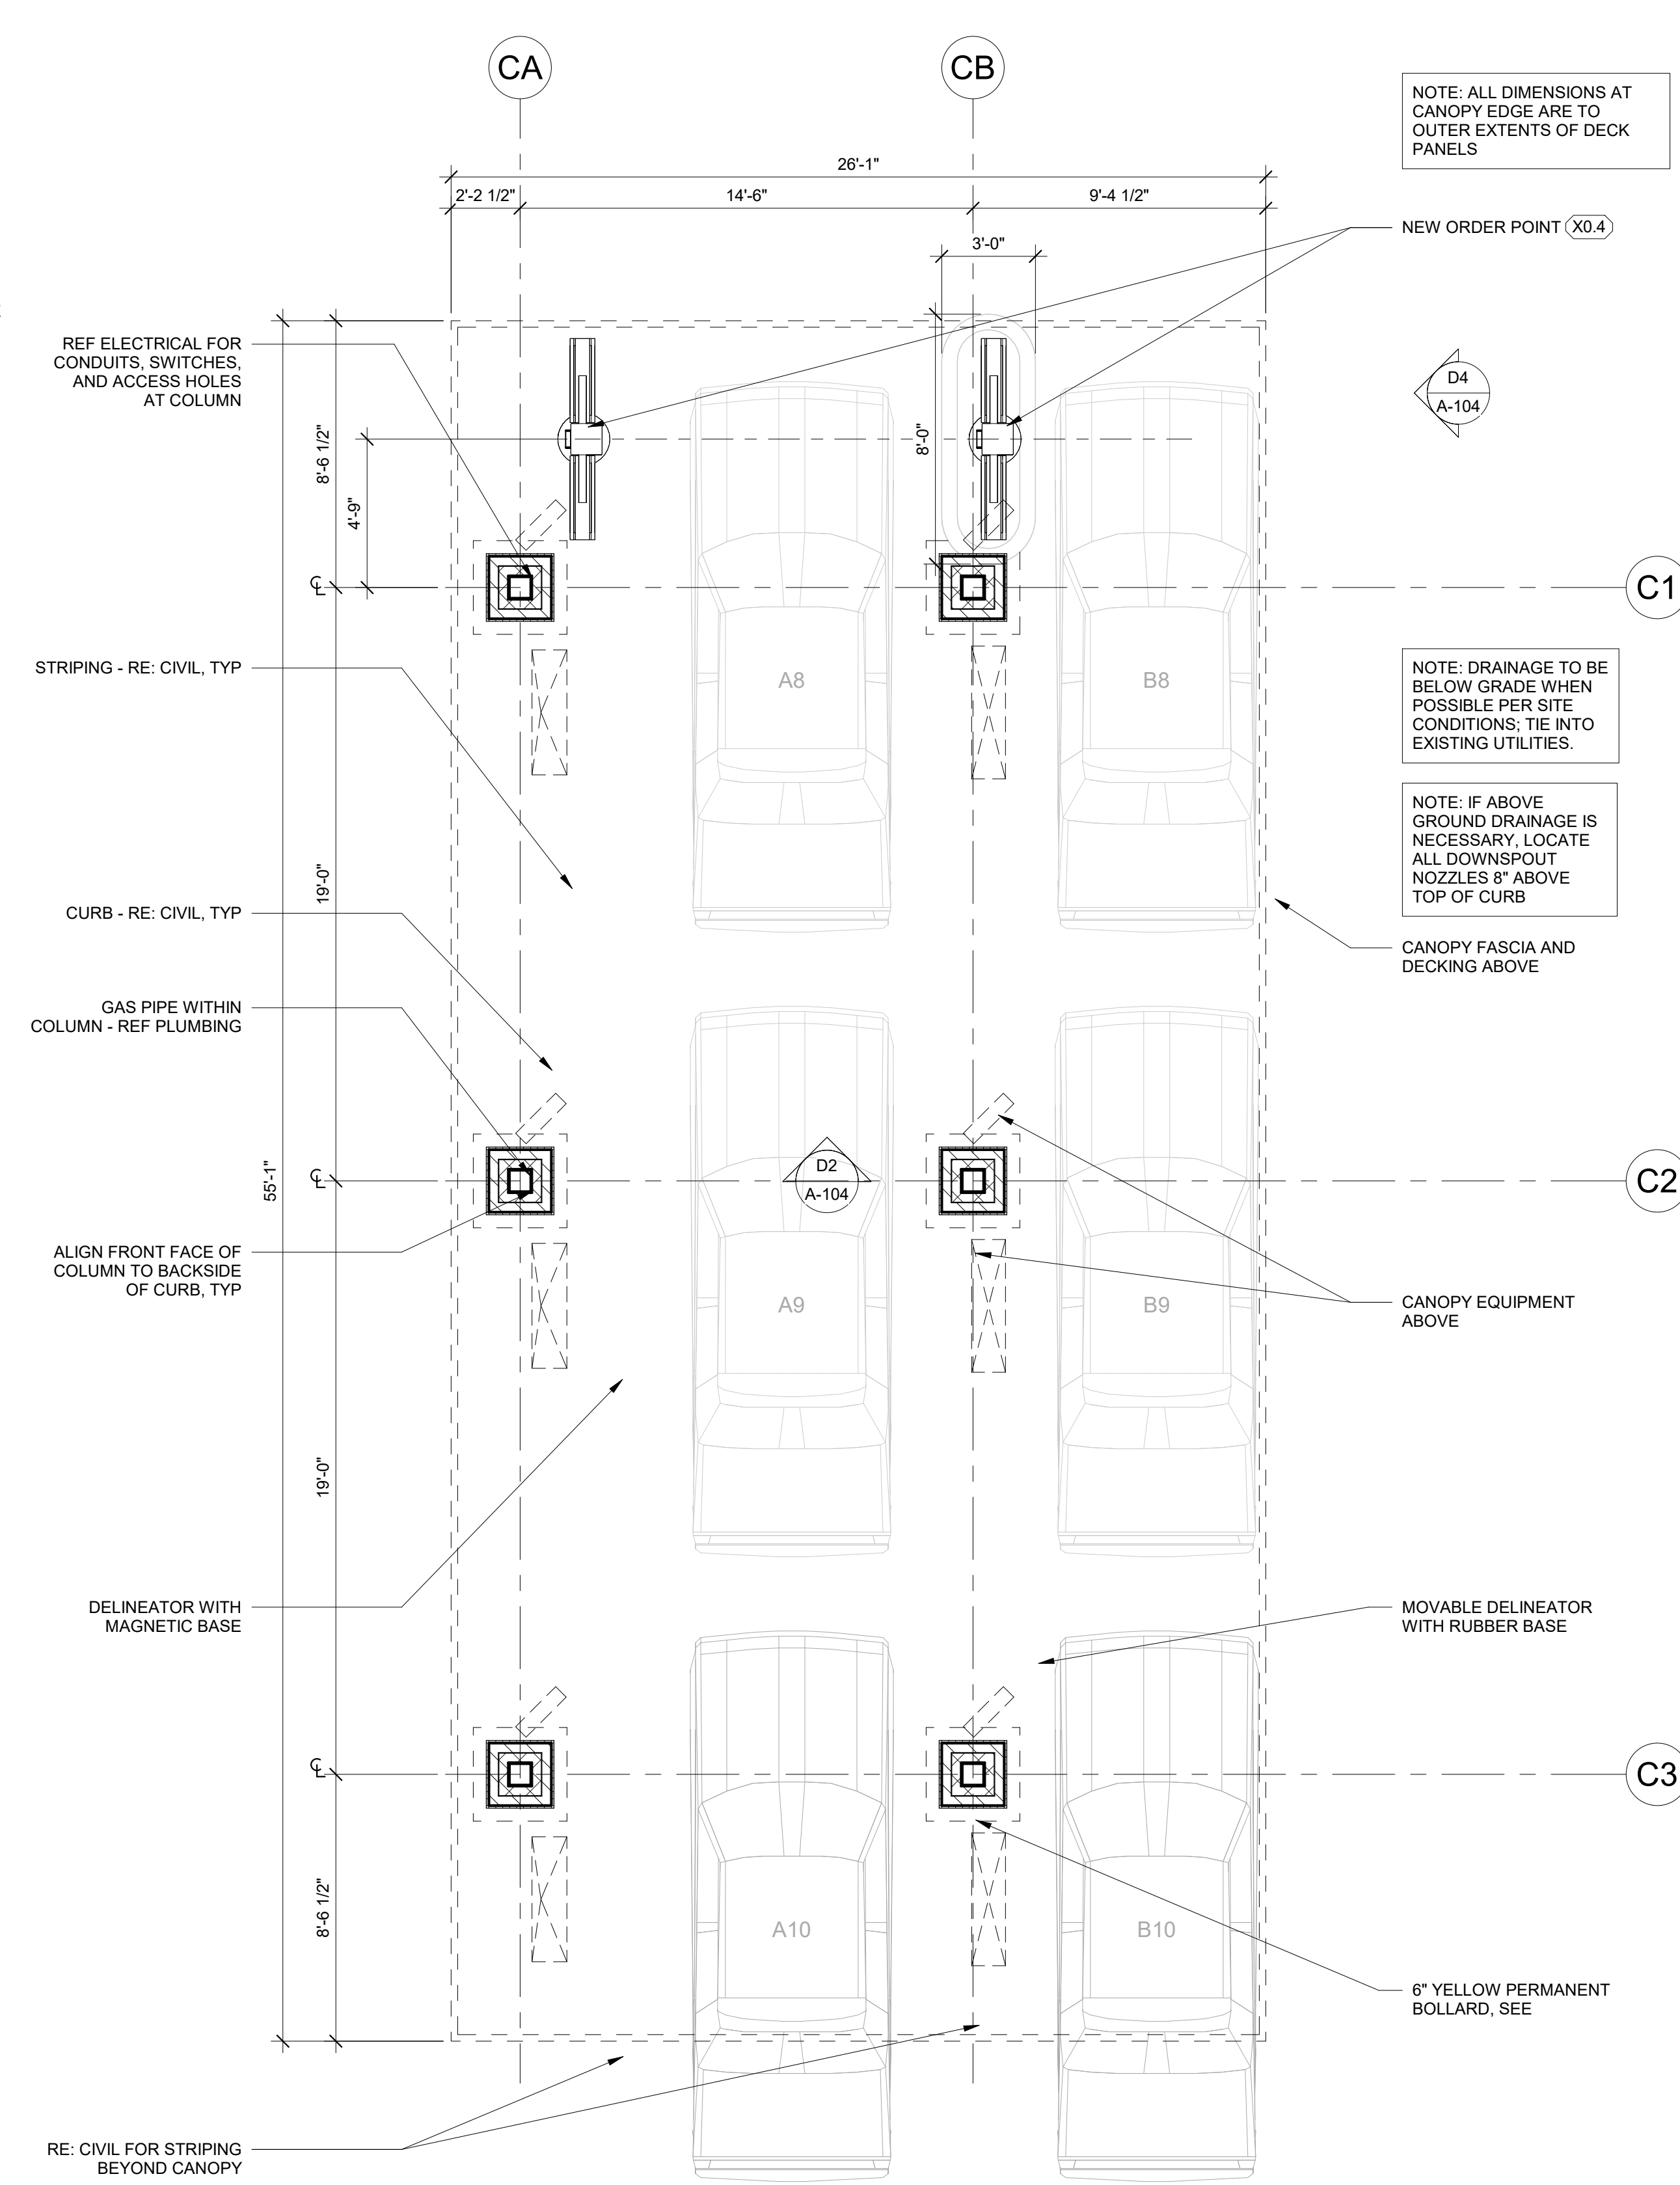 CA
CB
NOTE: ALL DIMENSIONS AT
CANOPY EDGE ARE TO
OUTER EXTENTS OF DECK
PANELS
26'-1"
2'-2 1/2"
14'-6"
9'-4 1/2"
NEW ORDER POINT X0.4
3'-0"
REF ELECTRICAL FOR
CONDUITS, SWITCHES,
AND ACCESS HOLES
AT COLUMN
D4
A-104
8'-6 1/2"
8'-0"
4'-9"
℄
C1
STRIPING - RE: CIVIL, TYP
A8
B8
NOTE: DRAINAGE TO BE
BELOW GRADE WHEN
POSSIBLE PER SITE
CONDITIONS; TIE INTO
EXISTING UTILITIES.
NOTE: IF ABOVE
GROUND DRAINAGE IS
NECESSARY, LOCATE
ALL DOWNSPOUT
NOZZLES 8" ABOVE
TOP OF CURB
19'-0"
CURB - RE: CIVIL, TYP
CANOPY FASCIA AND
DECKING ABOVE
GAS PIPE WITHIN
COLUMN - REF PLUMBING
55'-1"
℄
D2
A-104
C2
ALIGN FRONT FACE OF
COLUMN TO BACKSIDE
OF CURB, TYP
A9
B9
CANOPY EQUIPMENT
ABOVE
19'-0"
DELINEATOR WITH
MAGNETIC BASE
MOVABLE DELINEATOR
WITH RUBBER BASE
℄
C3
8'-6 1/2"
A10
B10
6" YELLOW PERMANENT
BOLLARD, SEE
RE: CIVIL FOR STRIPING
BEYOND CANOPY